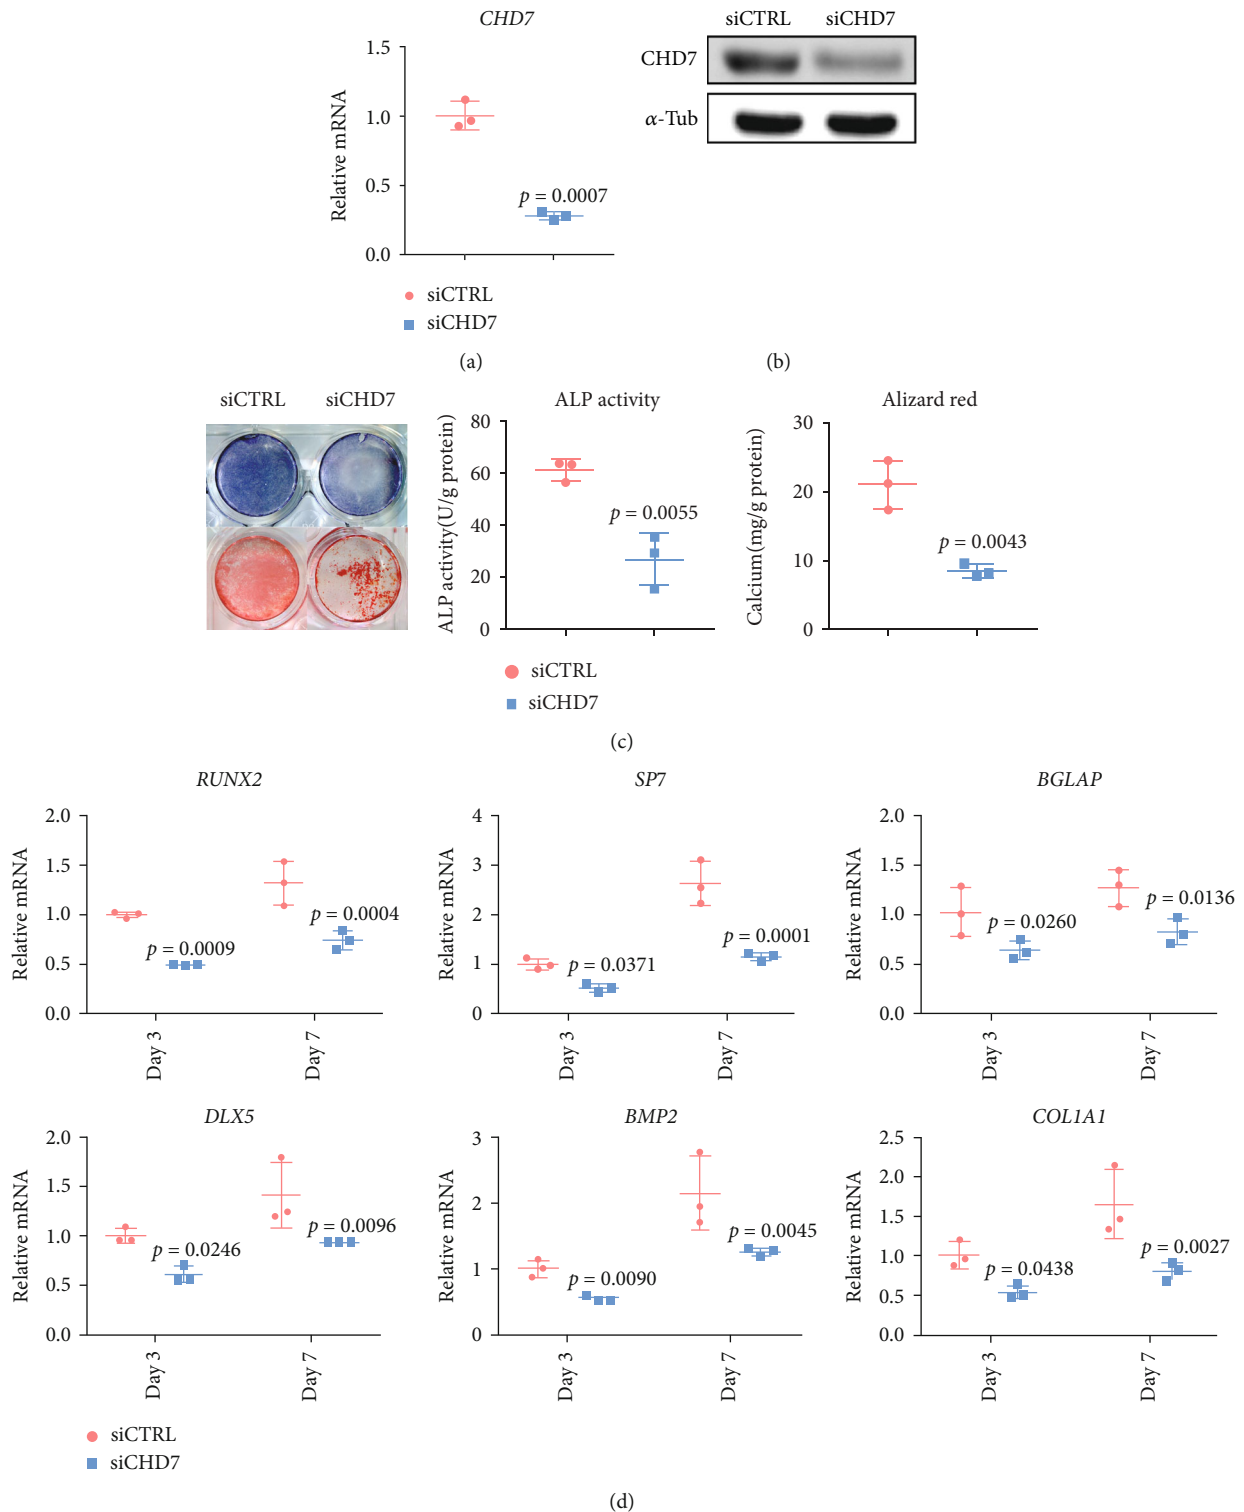 CHD7
Relative mRNA
1.5
1.0
0.5
0.0
p = 0.0007
siCTRL
siCHD7
(a)
siCTRL siCHD7
CHD7
α-Tub
(b)
siCTRL siCHD7
ALP activity
ALP activity(U/g protein)
80
60
40
20
0
p = 0.0055
Alizard red
Calcium(mg/g protein)
30
20
10
0
p = 0.0043
siCTRL
siCHD7
(c)
RUNX2
Relative mRNA
2.0
1.5
1.0
0.5
0.0
p = 0.0009
p = 0.0004
Day 3
Day 7
SP7
Relative mRNA
4
3
2
1
0
p = 0.0371
p = 0.0001
Day 3
Day 7
BGLAP
Relative mRNA
2.0
1.5
1.0
0.5
0.0
p = 0.0260
p = 0.0136
Day 3
Day 7
DLX5
Relative mRNA
2.0
1.5
1.0
0.5
0.0
p = 0.0246
p = 0.0096
Day 3
Day 7
BMP2
Relative mRNA
3
2
1
0
p = 0.0090
p = 0.0045
Day 3
Day 7
COL1A1
Relative mRNA
2.5
2.0
1.5
1.0
0.5
0.0
p = 0.0438
p = 0.0027
Day 3
Day 7
siCTRL
siCHD7
(d)